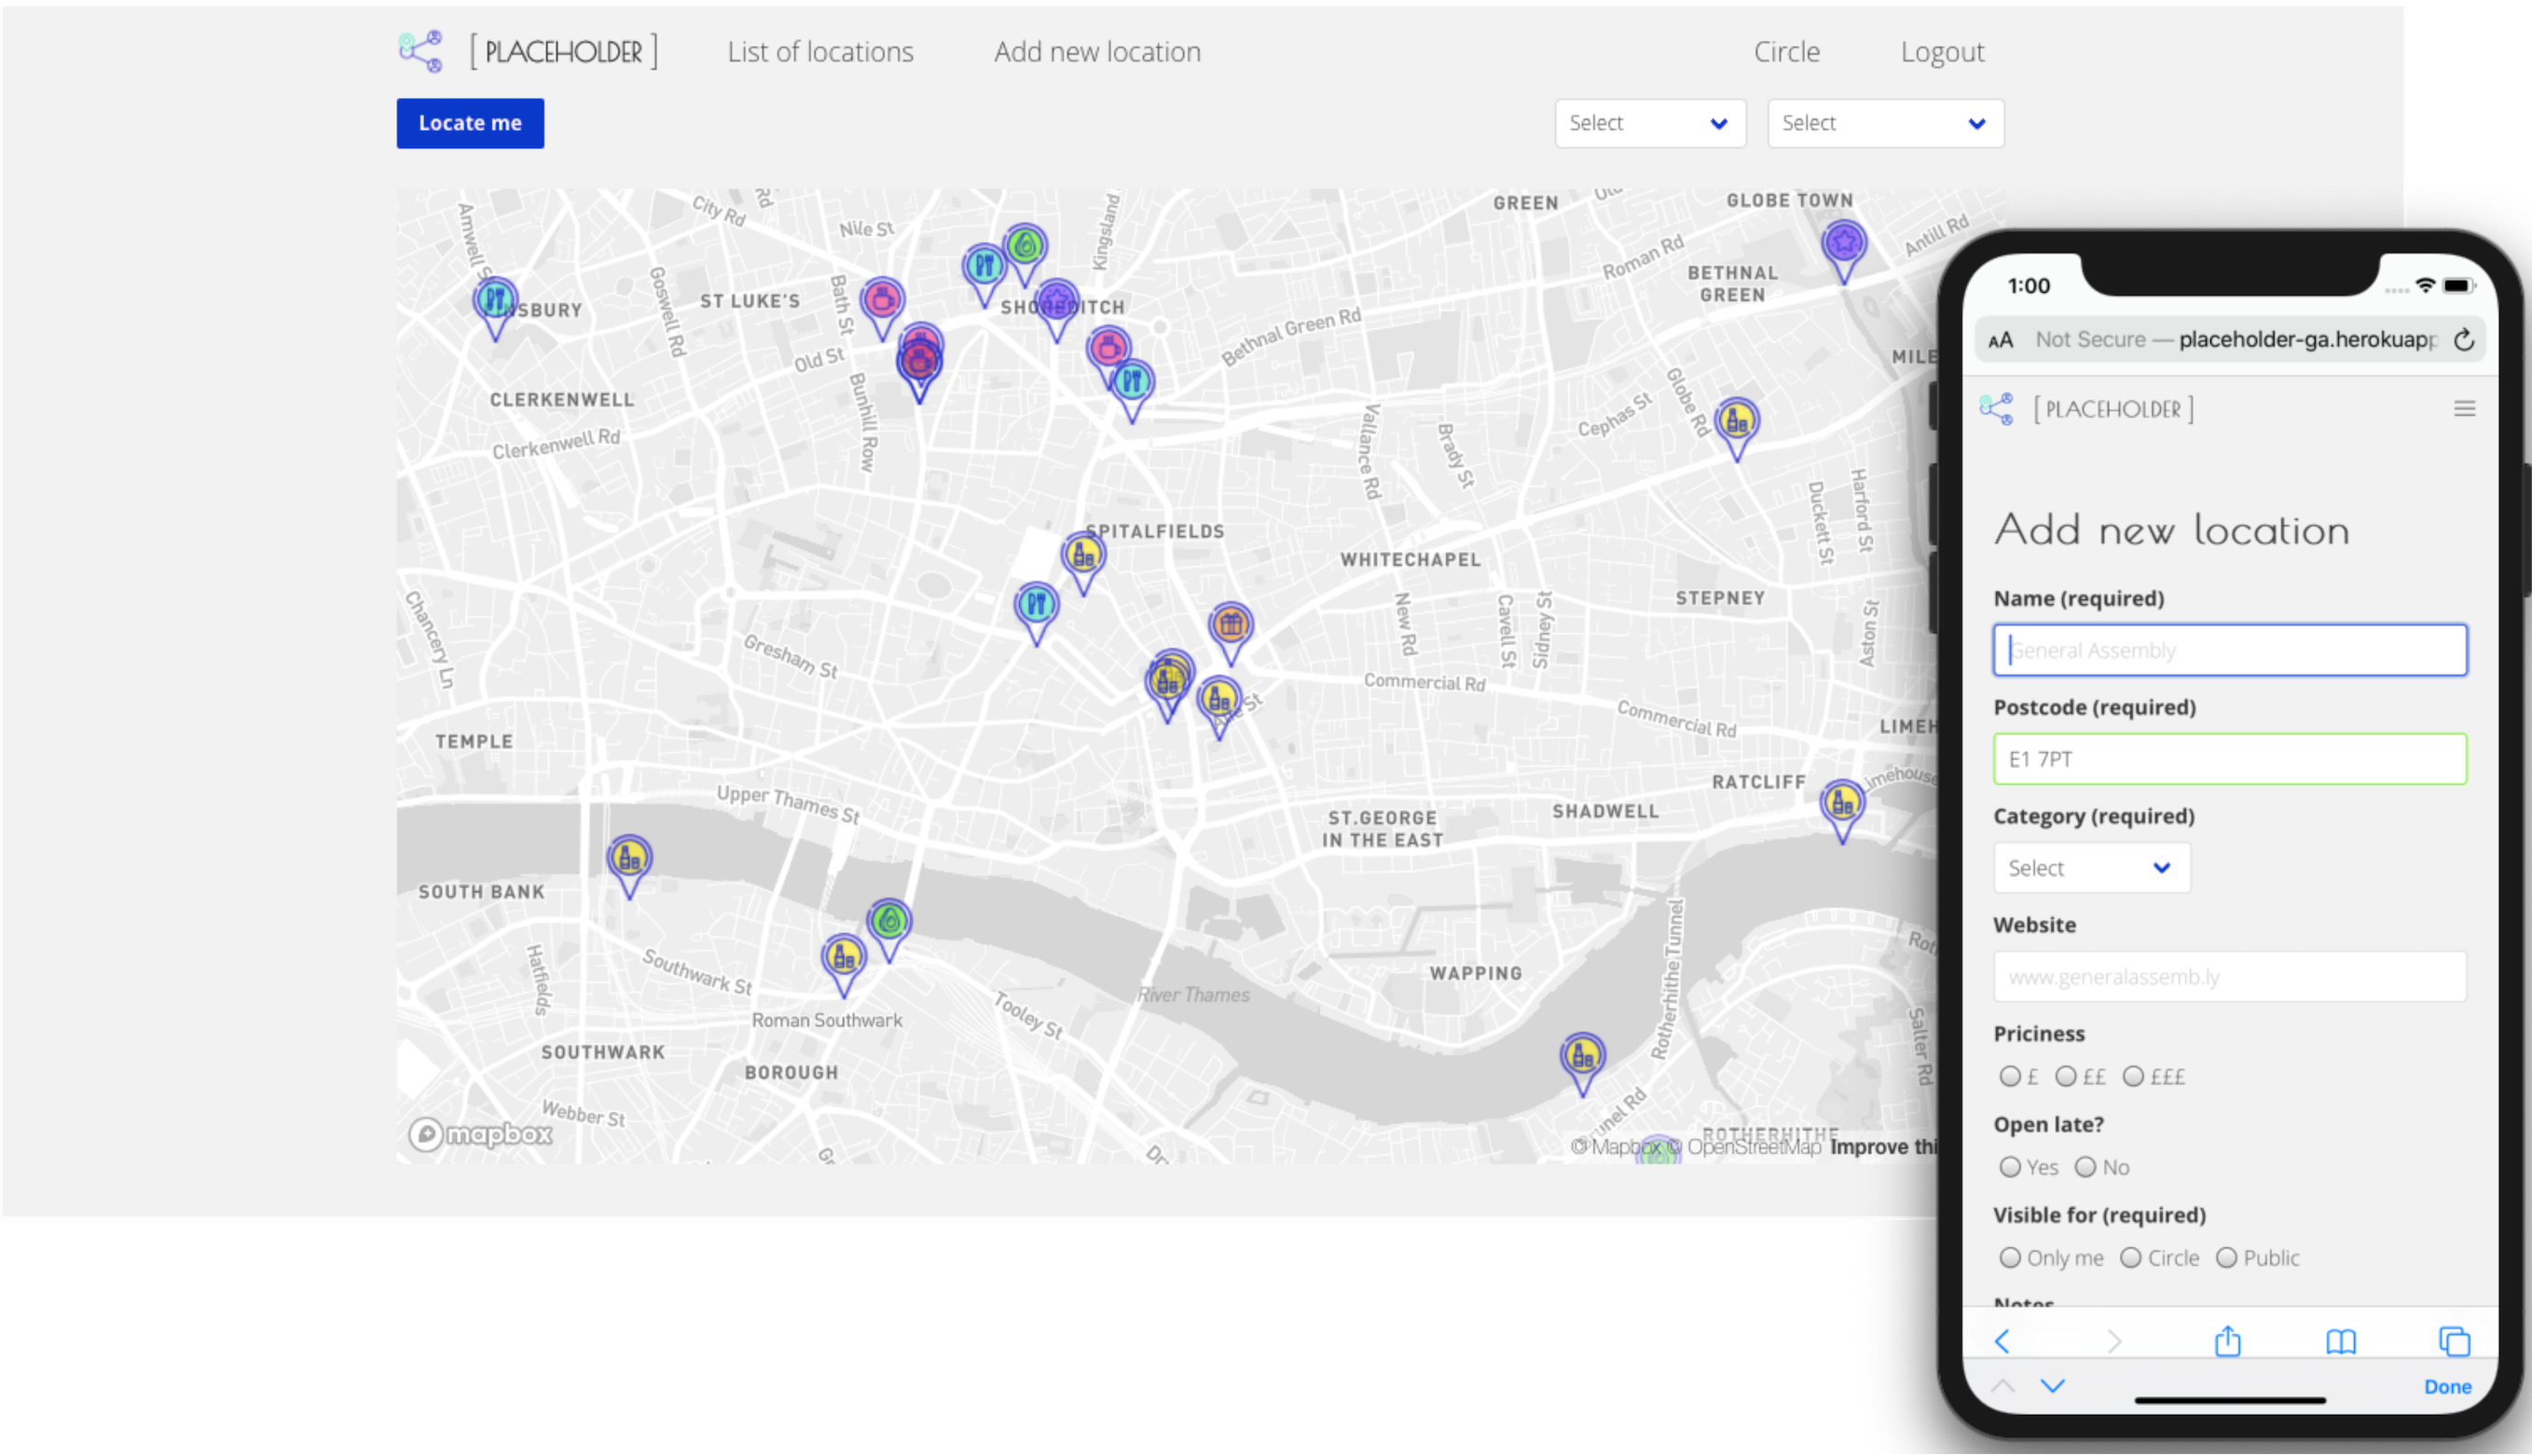 [ PLACEHOLDER ]
List of locations
Add new location
Circle
Logout
Locate me
Select
Select
City Rd
Rd
Nile St
Kingsland
GREEN
GLOBE TOWN
Antill Rd
Roman Rd
BETHNAL
GREEN
Amwell S
NSBURY
Goswell Rd
ST LUKE'S
Bath St
SHOREDITCH
Old St
Bethnal Green Rd
MILE
CLERKENWELL
Clerkenwell Rd
Bunhill Row
Vallance Rd
Brady St
Cephas St
Globe Rd
Harford St
Duckett St
SPITALFIELDS
WHITECHAPEL
STEPNEY
Chancery Ln
Gresham St
New Rd
Cavell St
Sidney St
Aston St
Commercial Rd
Commercial Rd
St
LIMEH
TEMPLE
Upper Thames St
RATCLIFF
Limehouse
ST.GEORGE
IN THE EAST
SHADWELL
SOUTH BANK
Hatfields
Southwark St
Roman Southwark
River Thames
Tooley St
WAPPING
Rotherhithe Tunnel
Rot
Salter Rd
SOUTHWARK
BOROUGH
Webber St
unel Rd
ROTHERHITHE
mapbox
© Mapbox © OpenStreetMap Improve thi
1:00
AA Not Secure — placeholder-ga.herokuapp
[ PLACEHOLDER ]
Add new location
Name (required)
General Assembly
Postcode (required)
E1 7PT
Category (required)
Select
Website
www.generalassemb.ly
Priciness
£ ££ £££
Open late?
Yes No
Visible for (required)
Only me Circle Public
Notes
Done